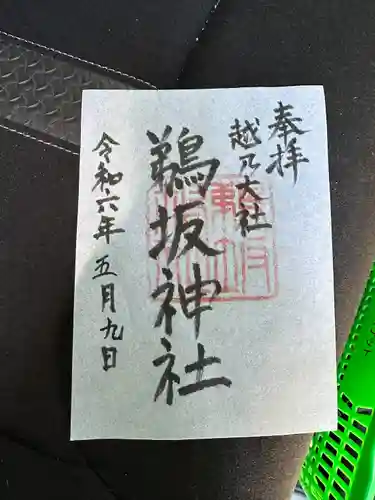 奉拝
越乃大社
鵜坂神社
令和六年五月九日